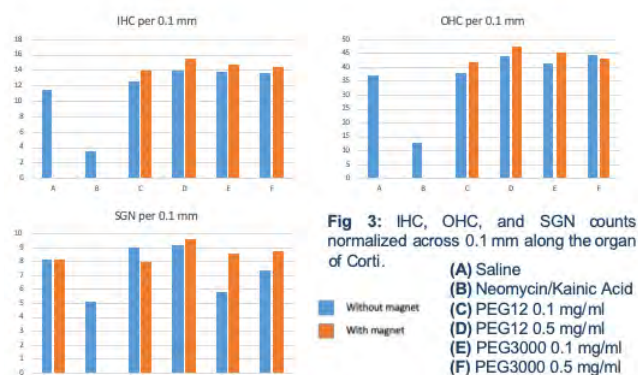 IHC per 0.1 mm
18
16
14
12
10
8
6
4
2
0
A B C D E F
OHC per 0.1 mm
50
45
40
35
30
25
20
15
10
5
0
A B C D E F
SGN per 0.1 mm
10
9
8
7
6
5
4
3
2
1
0
Fig 3: IHC, OHC, and SGN counts
normalized across 0.1 mm along the organ
of Corti.
Without magnet
With magnet
(A) Saline
(B) Neomycin/Kainic Acid
(C) PEG12 0.1 mg/ml
(D) PEG12 0.5 mg/ml
(E) PEG3000 0.1 mg/ml
(F) PEG3000 0.5 mg/ml